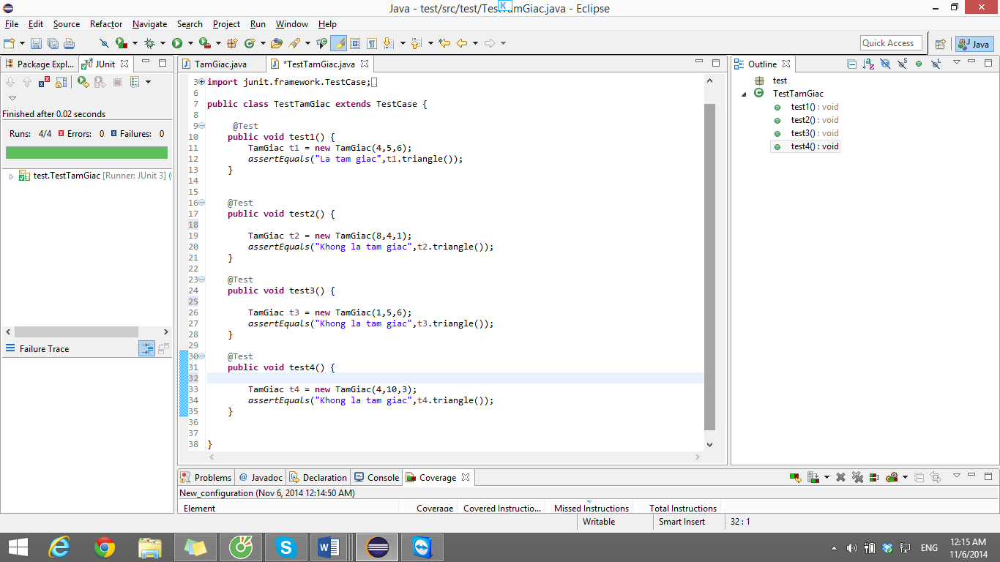 Java - test/src/test/TestTamGiac.java - Eclipse
K
File Edit Source Refactor Navigate Search Project Run Window Help
Quick Access
Java
Package Expl...
JUnit
Finished after 0.02 seconds
Runs: 4/4 Errors: 0 Failures: 0
test.TestTamGiac [Runner: JUnit 3] (
Failure Trace
TamGiac.java
*TestTamGiac.java
3 import junit.framework.TestCase;
6
7 public class TestTamGiac extends TestCase {
8
9 @Test
10 public void test1() {
11 TamGiac t1 = new TamGiac(4,5,6);
12 assertEquals("La tam giac",t1.triangle());
13 }
14
15
16 @Test
17 public void test2() {
18
19 TamGiac t2 = new TamGiac(8,4,1);
20 assertEquals("Khong la tam giac",t2.triangle());
21 }
22
23 @Test
24 public void test3() {
25
26 TamGiac t3 = new TamGiac(1,5,6);
27 assertEquals("Khong la tam giac",t3.triangle());
28 }
29
30 @Test
31 public void test4() {
32
33 TamGiac t4 = new TamGiac(4,10,3);
34 assertEquals("Khong la tam giac",t4.triangle());
35 }
36
37
38 }
Outline
test
TestTamGiac
test1() : void
test2() : void
test3() : void
test4() : void
Problems
@ Javadoc
Declaration
Console
Coverage
New_configuration (Nov 6, 2014 12:14:50 AM)
Element Coverage Covered Instructio... Missed Instructions Total Instructions
Writable Smart Insert 32 : 1
ENG
12:15 AM
11/6/2014